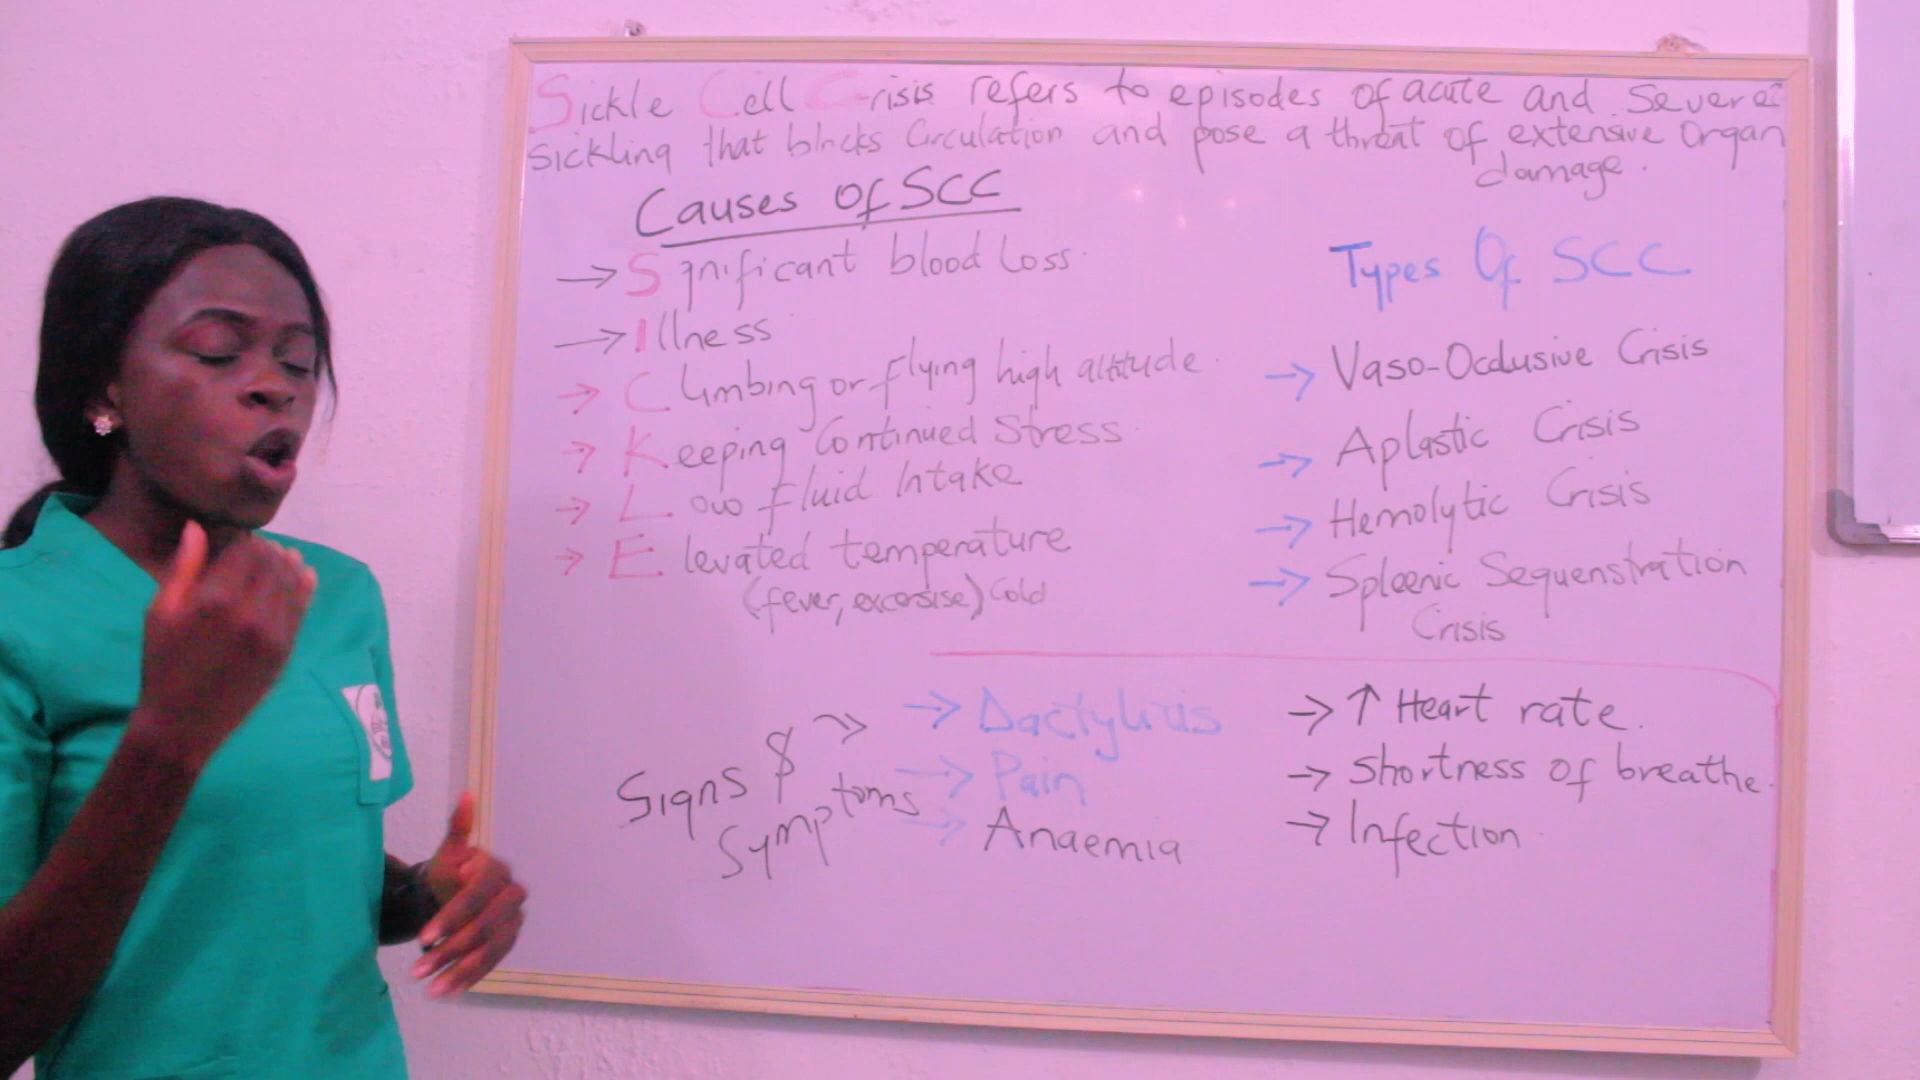 Sickle Cell Crisis refers to episodes of acute and severe
sickling that blocks Circulation and pose a threat of extensive Organ
damage.
Causes Of SCC
→ Significant blood Loss.
→ Illness
→ Climbing or flying high altitude.
→ Keeping Continued Stress.
→ Low fluid Intake
→ Elevated temperature
(fever, excersise) Cold
Types Of SCC
→ Vaso-Occlusive Crisis
→ Aplastic Crisis
→ Hemolytic Crisis
→ Spleenic Sequenstration
Crisis
Signs &
Symptoms
→ Dactylitis
→ Pain
→ Anaemia
→ ↑ Heart rate.
→ Shortness of breathe.
→ Infection.